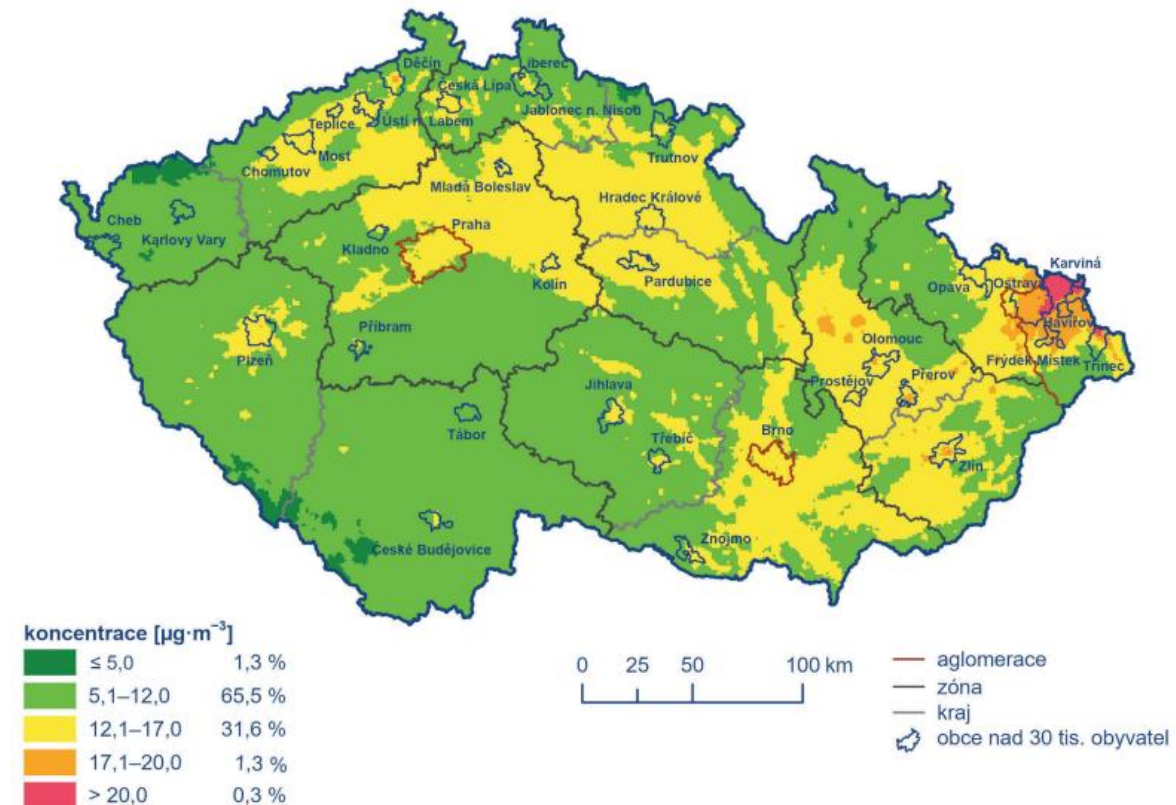 Děčín
Česká Lípa
iberec
Jablonec n. Nisou
Teplice
Ústí n. Labem
Most
Chomutov
Trutnov
Mladá Boleslav
Hradec Králové
Cheb
Karlovy Vary
Kladno
Praha
Kolín
Pardubice
Karviná
Opava
Ostrava
Havířov
Plzeň
Příbram
Olomouc
Frýdek Místek
Třinec
Jihlava
Prostějov
Přerov
Tábor
Třebíč
Brno
Zlín
České Budějovice
Znojmo
koncentrace [µg·m⁻³]
≤ 5,0 1,3 %
5,1–12,0 65,5 %
12,1–17,0 31,6 %
17,1–20,0 1,3 %
> 20,0 0,3 %
0 25 50 100 km
aglomerace
zóna
kraj
obce nad 30 tis. obyvatel